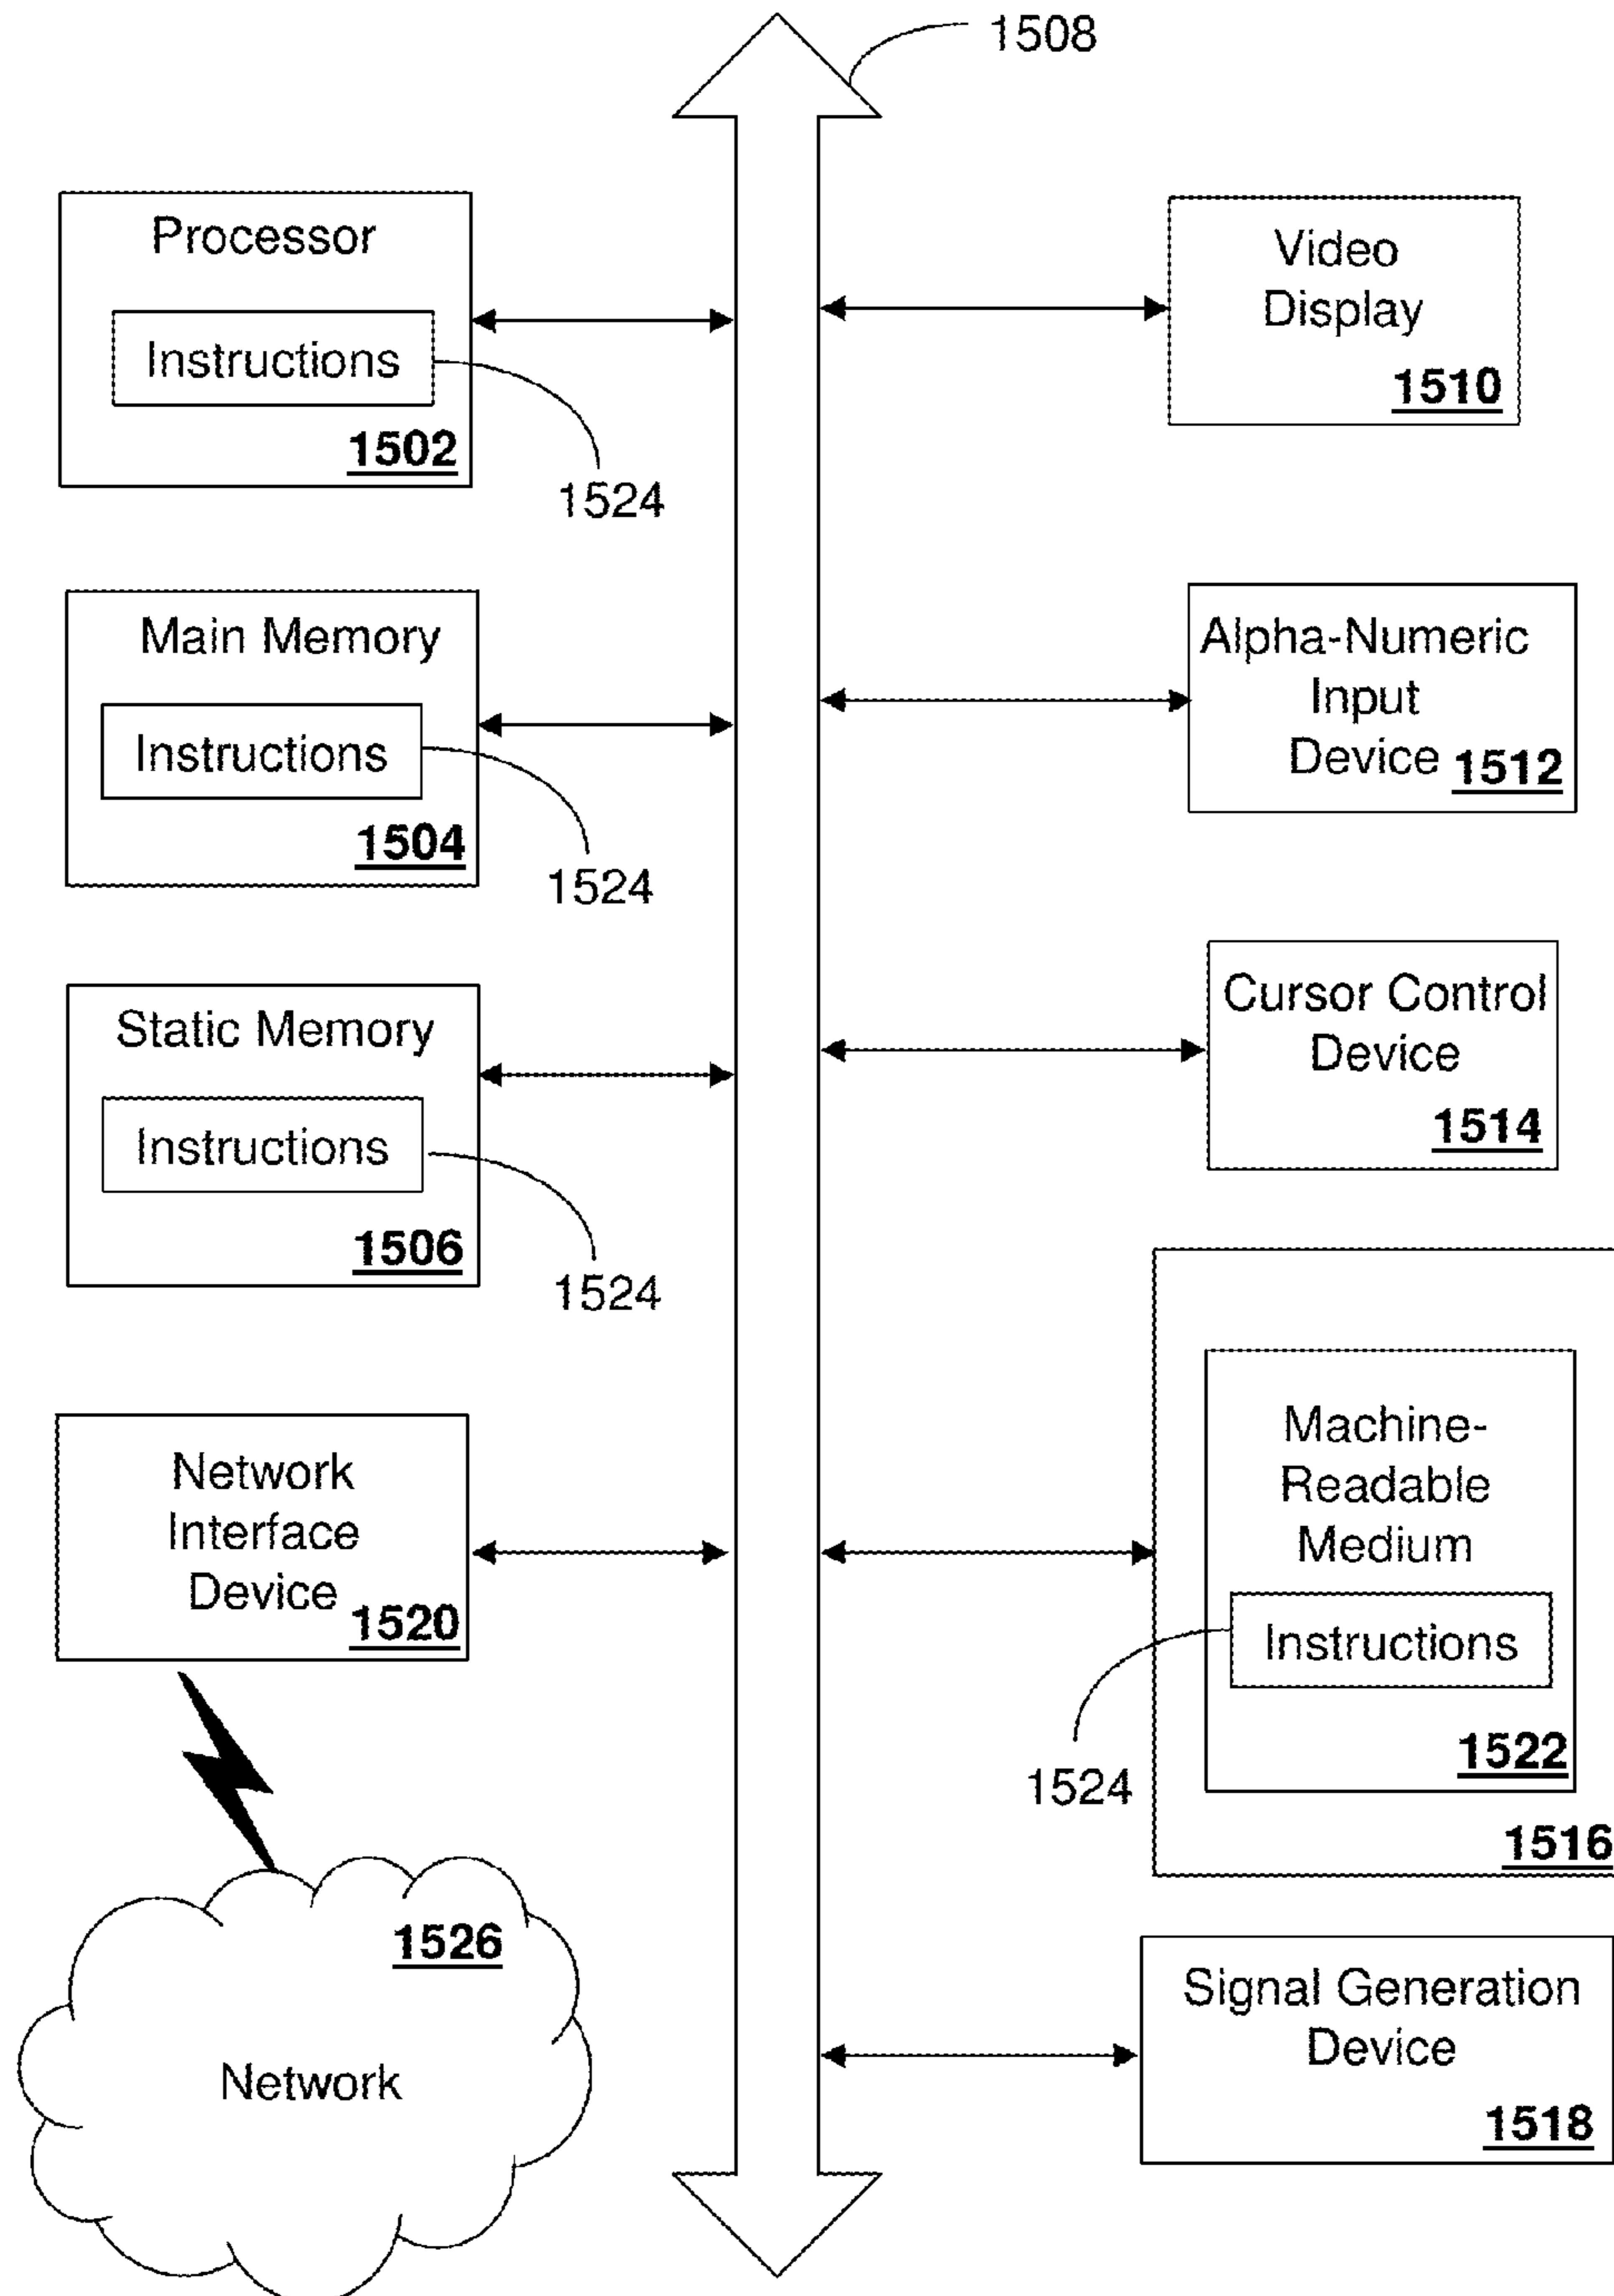 1508
Processor
Instructions
1502
1524
Main Memory
Instructions
1504
1524
Static Memory
Instructions
1506
1524
Network
Interface
Device
1520
1526
Network
Video
Display
1510
Alpha-Numeric
Input
Device 1512
Cursor Control
Device
1514
Machine-
Readable
Medium
Instructions
1522
1524
1516
Signal Generation
Device
1518